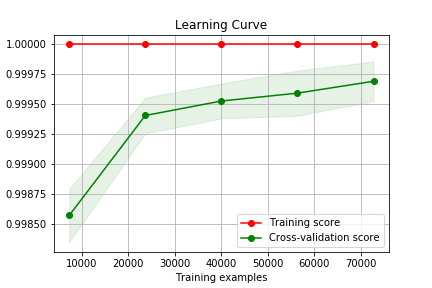 Learning Curve
1.00000
0.99975
0.99950
0.99925
0.99900
0.99875
0.99850
Training score
Cross-validation score
10000 20000 30000 40000 50000 60000 70000
Training examples